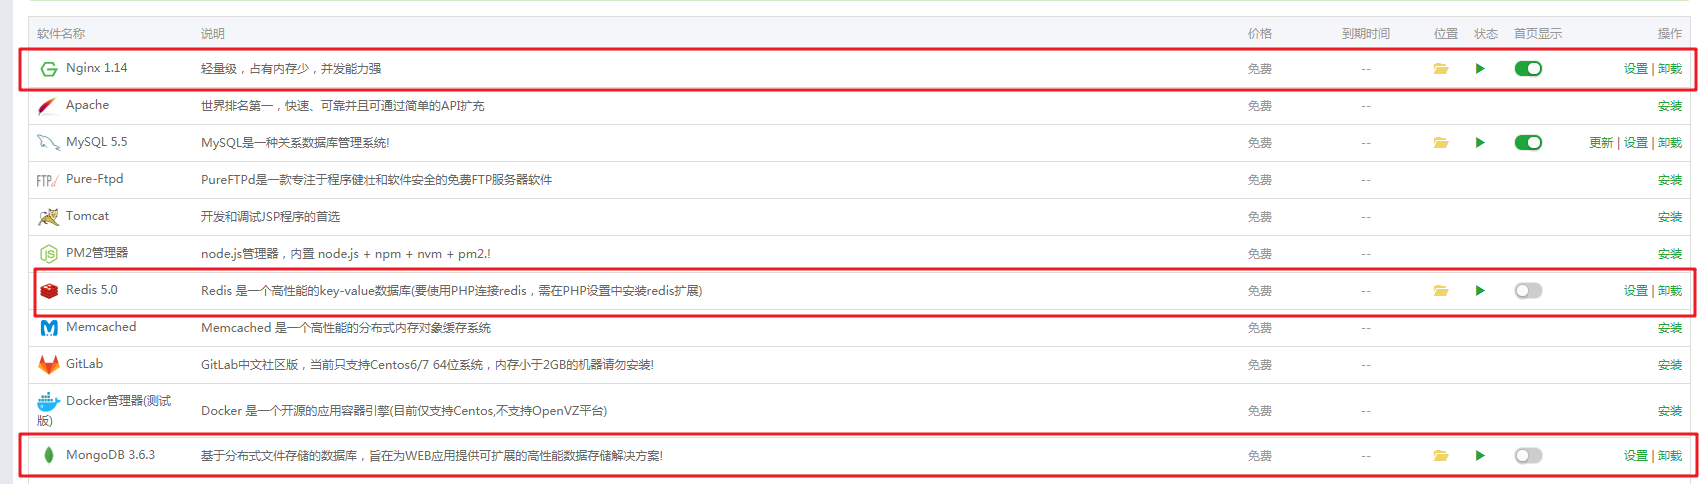 软件名称 说明 价格 到期时间 位置 状态 首页显示 操作
Nginx 1.14 轻量级，占有内存少，并发能力强 免费 -- 设置 | 卸载
Apache 世界排名第一，快速、可靠并且可通过简单的API扩充 免费 -- 安装
MySQL 5.5 MySQL是一种关系数据库管理系统! 免费 -- 更新 | 设置 | 卸载
FTPd Pure-Ftpd PureFTPd是一款专注于程序健壮和软件安全的免费FTP服务器软件 免费 -- 安装
Tomcat 开发和调试JSP程序的首选 免费 -- 安装
JS PM2管理器 node.js管理器，内置 node.js + npm + nvm + pm2.! 免费 -- 安装
Redis 5.0 Redis 是一个高性能的key-value数据库(要使用PHP连接redis，需在PHP设置中安装redis扩展) 免费 -- 设置 | 卸载
Memcached Memcached 是一个高性能的分布式内存对象缓存系统 免费 -- 安装
GitLab GitLab中文社区版，当前只支持Centos6/7 64位系统，内存小于2GB的机器请勿安装! 免费 -- 安装
Docker管理器(测试
版) Docker 是一个开源的应用容器引擎(目前仅支持Centos,不支持OpenVZ平台) 免费 -- 安装
MongoDB 3.6.3 基于分布式文件存储的数据库，旨在为WEB应用提供可扩展的高性能数据存储解决方案! 免费 -- 设置 | 卸载